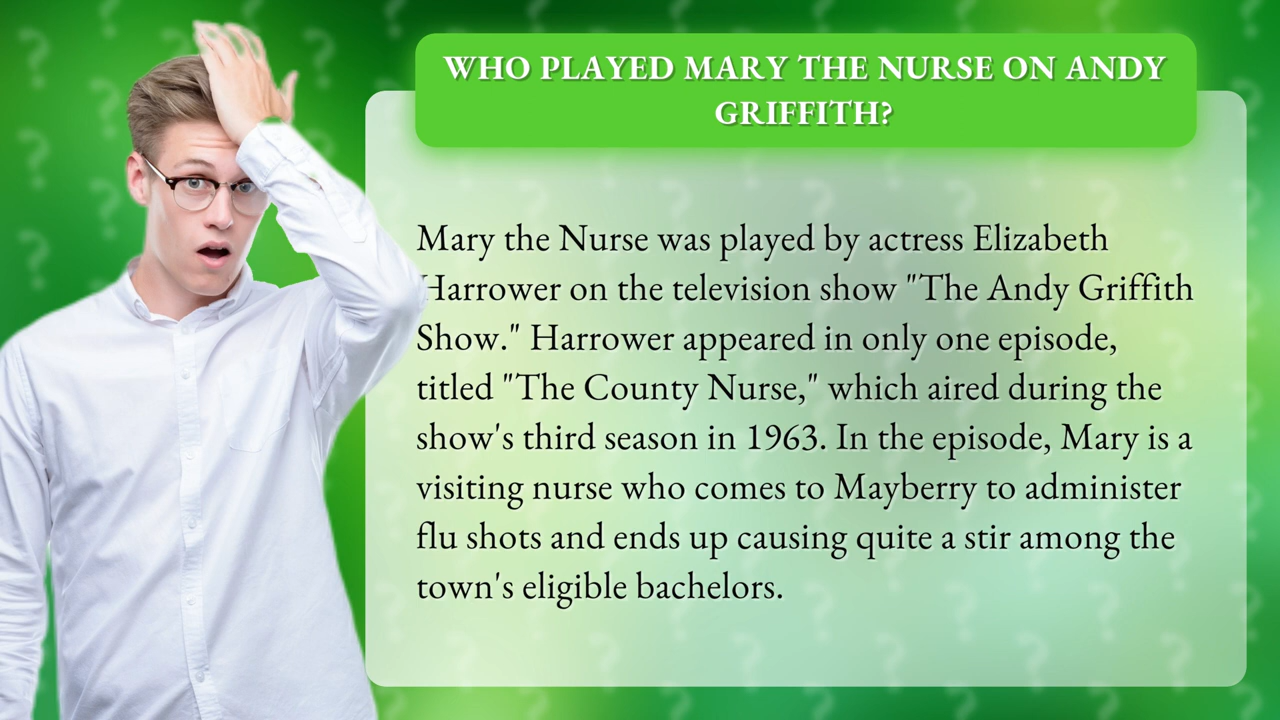 WHO PLAYED MARY THE NURSE ON ANDY
GRIFFITH?
Mary the Nurse was played by actress Elizabeth
Harrower on the television show "The Andy Griffith
Show." Harrower appeared in only one episode,
titled "The County Nurse," which aired during the
show's third season in 1963. In the episode, Mary is a
visiting nurse who comes to Mayberry to administer
flu shots and ends up causing quite a stir among the
town's eligible bachelors.